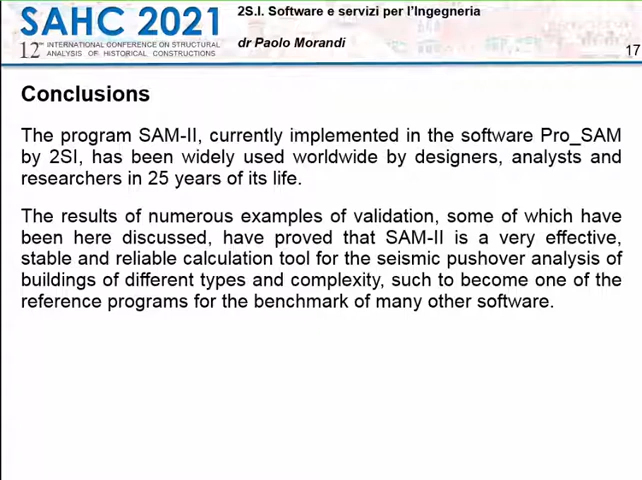 SAHC 2021
12th INTERNATIONAL CONFERENCE ON STRUCTURAL
ANALYSIS OF HISTORICAL CONSTRUCTIONS
2S.I. Software e servizi per l'Ingegneria
dr Paolo Morandi
17
Conclusions
The program SAM-II, currently implemented in the software Pro_SAM
by 2SI, has been widely used worldwide by designers, analysts and
researchers in 25 years of its life.
The results of numerous examples of validation, some of which have
been here discussed, have proved that SAM-II is a very effective,
stable and reliable calculation tool for the seismic pushover analysis of
buildings of different types and complexity, such to become one of the
reference programs for the benchmark of many other software.